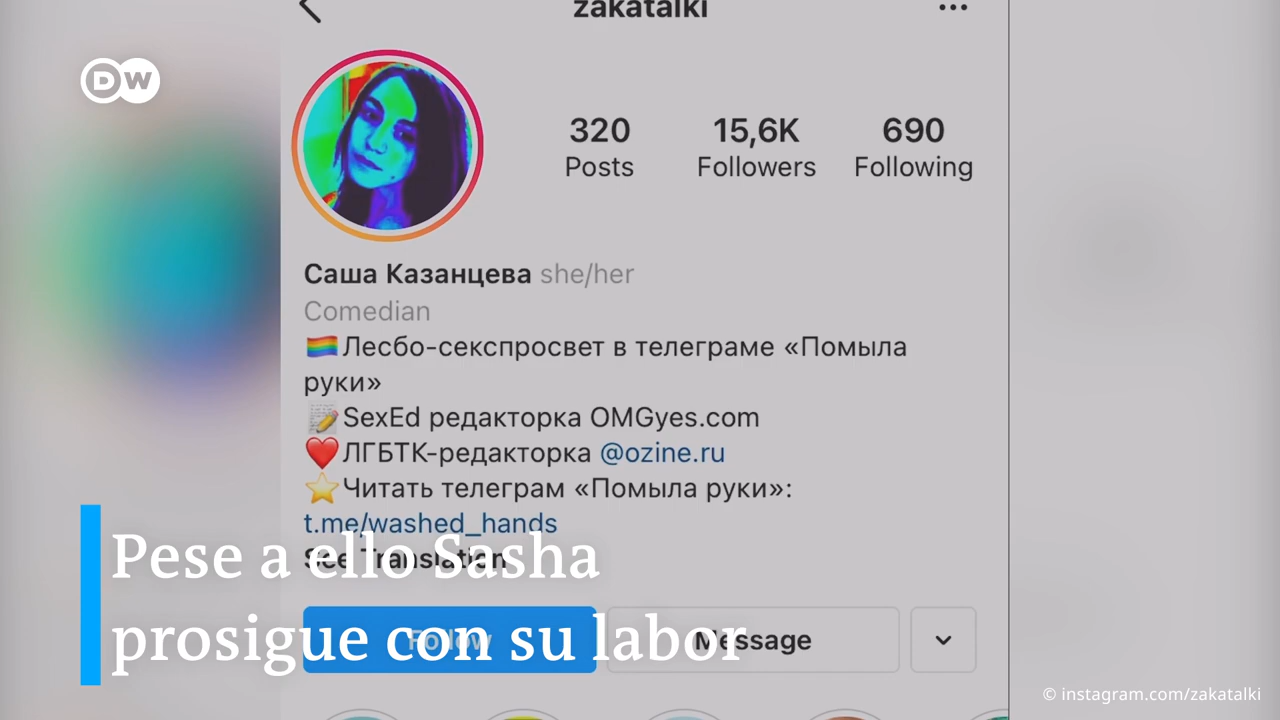 zakatalki
DW
320
15,6K
690
Posts
Followers
Following
Саша Казанцева she/her
Comedian
Лесбо-секспросвет в телеграме «Помыла
руки»
SexEd редакторка OMGyes.com
ЛГБТК-редакторка @ozine.ru
Читать телеграм «Помыла руки»:
t.me/washed_hands
See Translation
Pese a ello Sasha
prosigue con su labor
Follow
Message
© instagram.com/zakatalki